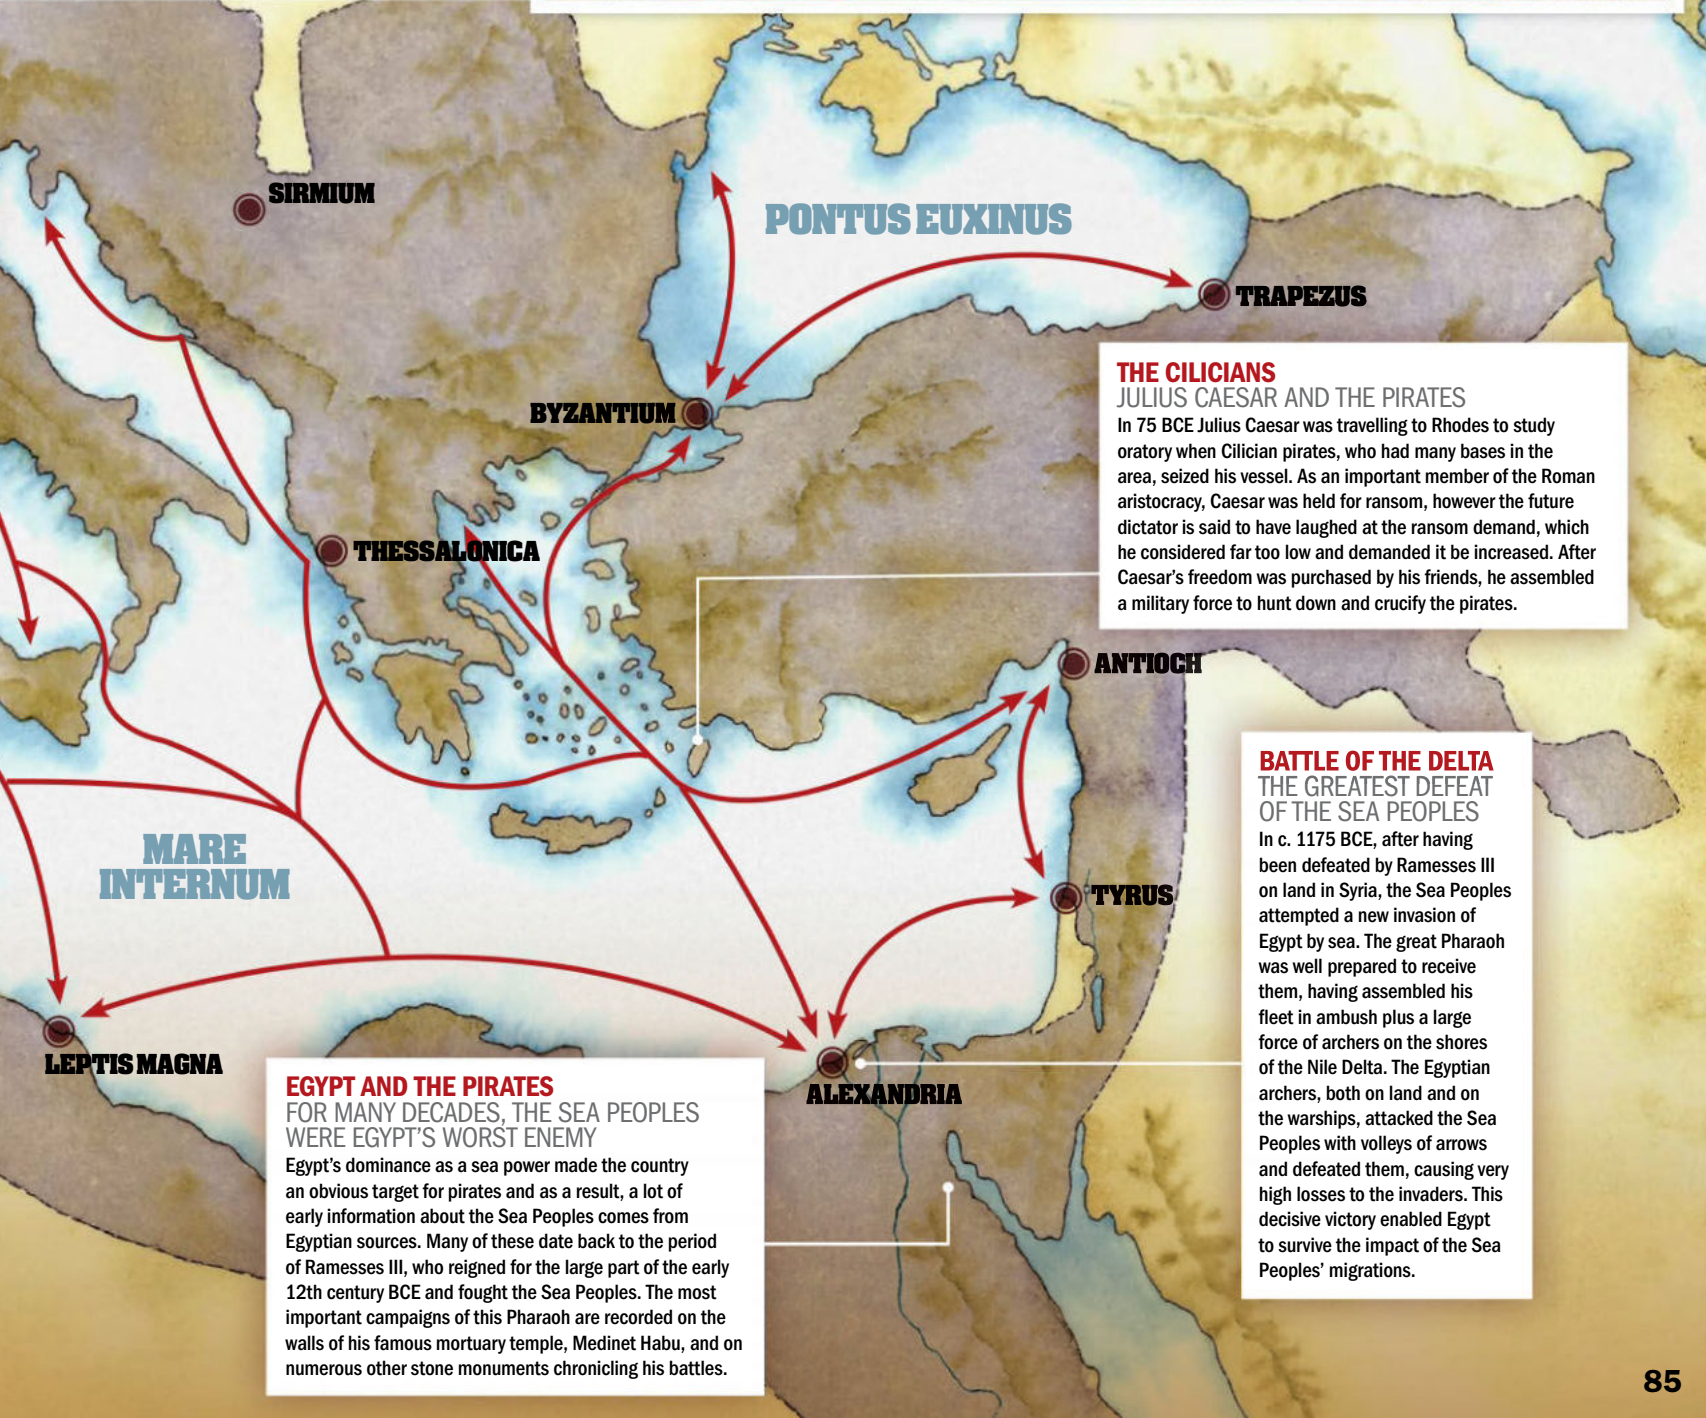 SIRMIUM
PONTUS EUXINUS
TRAPEZUS
BYZANTIUM
THESSALONICA
THE CILICIANS
JULIUS CAESAR AND THE PIRATES
In 75 BCE Julius Caesar was travelling to Rhodes to study
oratory when Cilician pirates, who had many bases in the
area, seized his vessel. As an important member of the Roman
aristocracy, Caesar was held for ransom, however the future
dictator is said to have laughed at the ransom demand, which
he considered far too low and demanded it be increased. After
Caesar's freedom was purchased by his friends, he assembled
a military force to hunt down and crucify the pirates.
ANTIOCH
BATTLE OF THE DELTA
THE GREATEST DEFEAT
OF THE SEA PEOPLES
In c. 1175 BCE, after having
been defeated by Ramesses III
on land in Syria, the Sea Peoples
attempted a new invasion of
Egypt by sea. The great Pharaoh
was well prepared to receive
them, having assembled his
fleet in ambush plus a large
force of archers on the shores
of the Nile Delta. The Egyptian
archers, both on land and on
the warships, attacked the Sea
Peoples with volleys of arrows
and defeated them, causing very
high losses to the invaders. This
decisive victory enabled Egypt
to survive the impact of the Sea
Peoples' migrations.
MARE
INTERNUM
TYRUS
LEPTIS MAGNA
ALEXANDRIA
EGYPT AND THE PIRATES
FOR MANY DECADES, THE SEA PEOPLES
WERE EGYPT'S WORST ENEMY
Egypt's dominance as a sea power made the country
an obvious target for pirates and as a result, a lot of
early information about the Sea Peoples comes from
Egyptian sources. Many of these date back to the period
of Ramesses III, who reigned for the large part of the early
12th century BCE and fought the Sea Peoples. The most
important campaigns of this Pharaoh are recorded on the
walls of his famous mortuary temple, Medinet Habu, and on
numerous other stone monuments chronicling his battles.
85